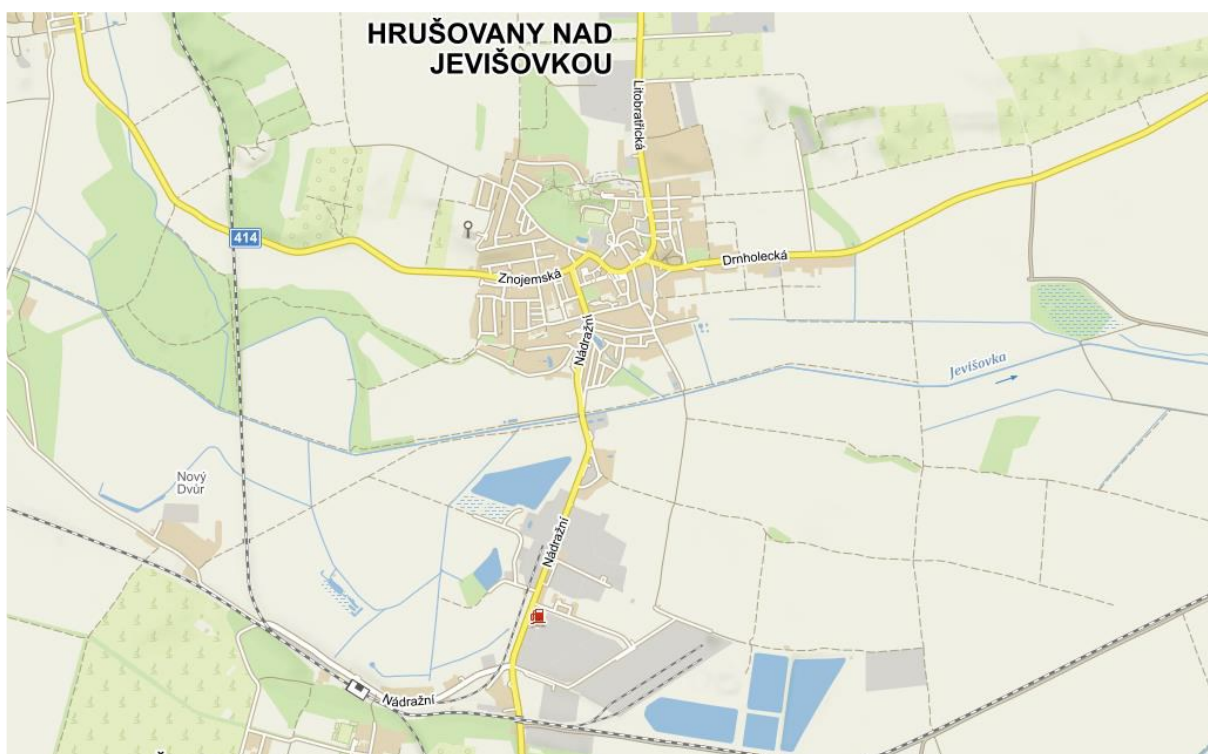 HRUŠOVANY NAD
JEVIŠOVKOU
Litobratřická
414
Znojemská
Drnholecká
Nádražní
Jevišovka
Nový
Dvůr
Nádražní
Nádražní